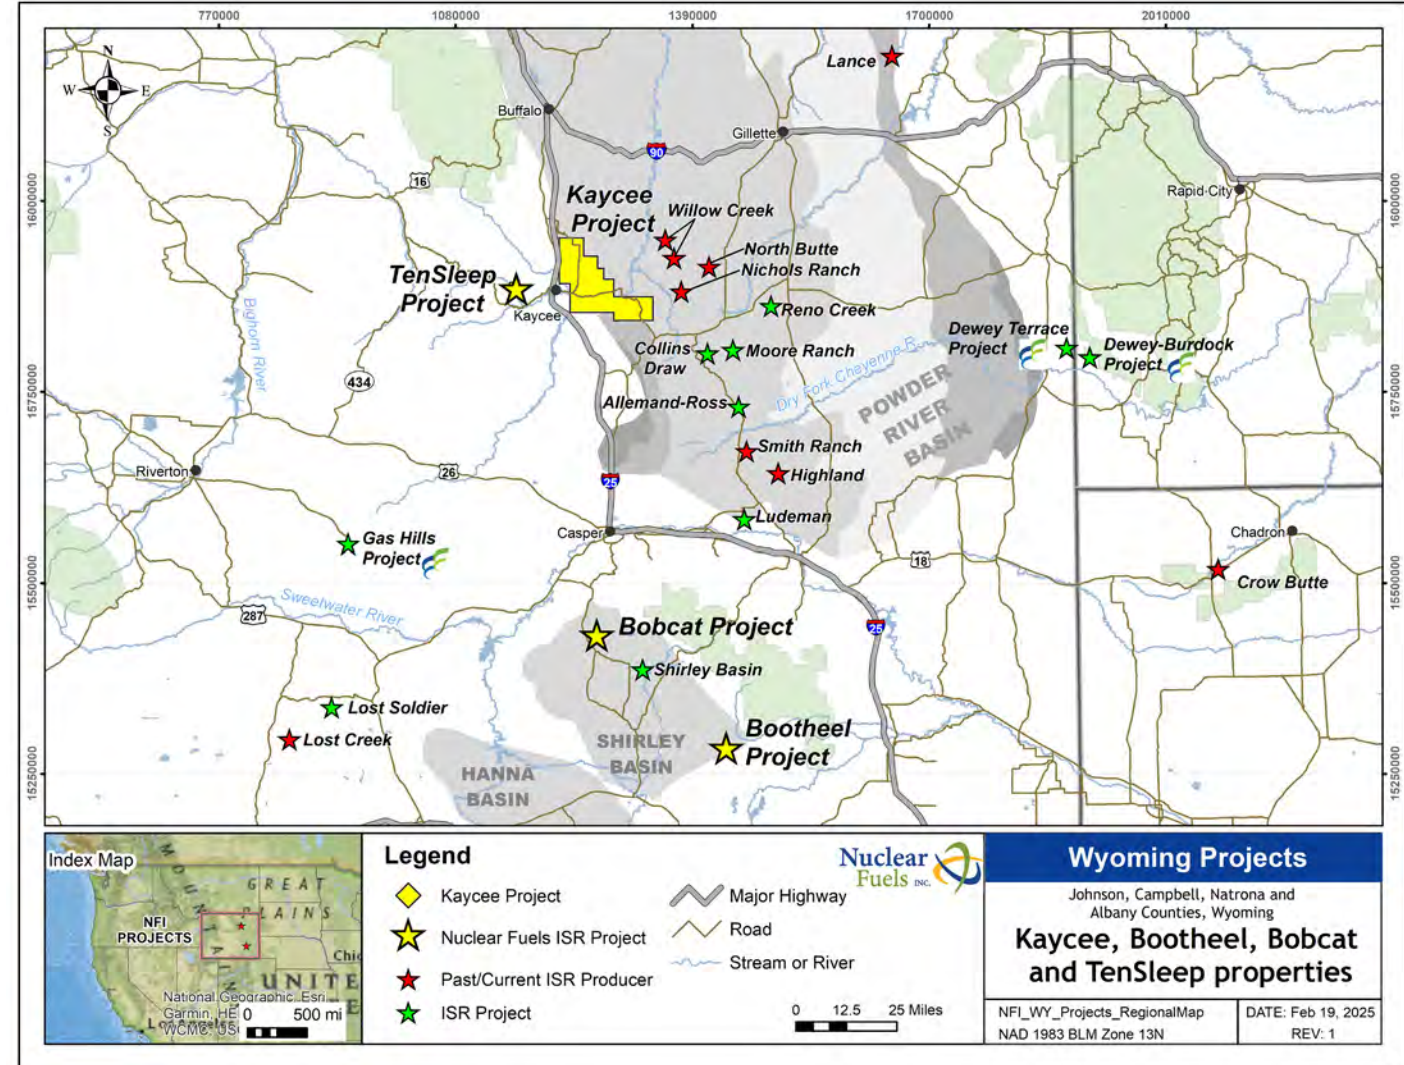 770000
1080000
1390000
1700000
2010000
N
W
E
S
Lance
Buffalo
Gillette
90
16
16000000
16000000
Rapid City
Kaycee
Project
Willow Creek
North Butte
Nichols Ranch
TenSleep
Project
Kaycee
Reno Creek
Bighorn River
Dewey Terrace
Project
Dewey-Burdock
Project
Collins
Draw
Moore Ranch
Dry Fork Cheyenne R.
434
15750000
15750000
Allemand-Ross
POWDER
RIVER
BASIN
Smith Ranch
Highland
Riverton
26
25
Ludeman
Casper
Chadron
Gas Hills
Project
18
Crow Butte
15500000
15500000
Sweetwater River
287
Bobcat Project
25
Shirley Basin
Lost Soldier
Lost Creek
Bootheel
Project
SHIRLEY
BASIN
HANNA
BASIN
15250000
15250000
Index Map
MOUNTAIN
GREAT
PLAINS
NFI
PROJECTS
Chic
UNITE
National Geographic, Esri,
Garmin, HE
WCMC, US
Los Angeles
0 500 mi
Legend
Kaycee Project
Nuclear Fuels ISR Project
Past/Current ISR Producer
ISR Project
Major Highway
Road
Stream or River
0 12.5 25 Miles
Nuclear
Fuels INC.
Wyoming Projects
Johnson, Campbell, Natrona and
Albany Counties, Wyoming
Kaycee, Bootheel, Bobcat
and TenSleep properties
NFI_WY_Projects_RegionalMap
NAD 1983 BLM Zone 13N
DATE: Feb 19, 2025
REV: 1